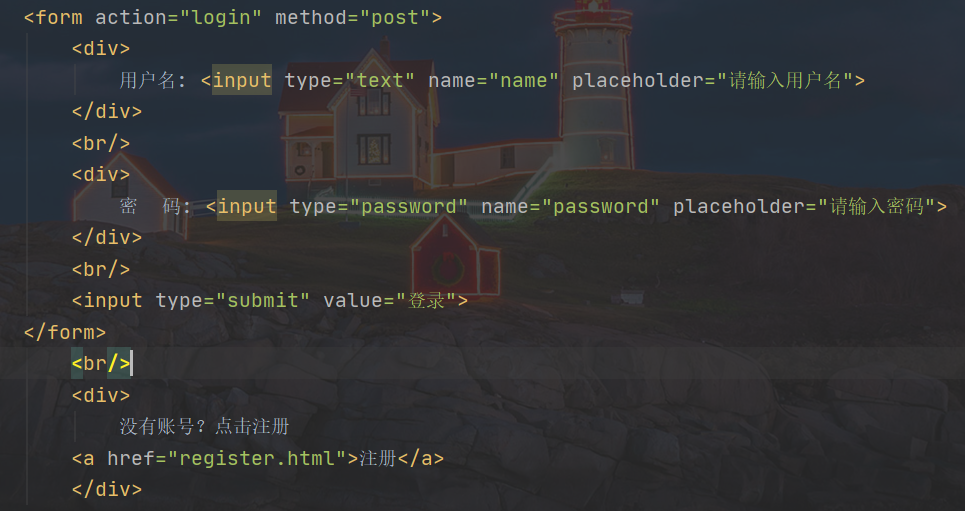 <form action="login" method="post">
<div>
用户名: <input type="text" name="name" placeholder="请输入用户名">
</div>
<br/>
<div>
密  码: <input type="password" name="password" placeholder="请输入密码">
</div>
<br/>
<input type="submit" value="登录">
</form>
<br/>
<div>
没有账号？点击注册
<a href="register.html">注册</a>
</div>